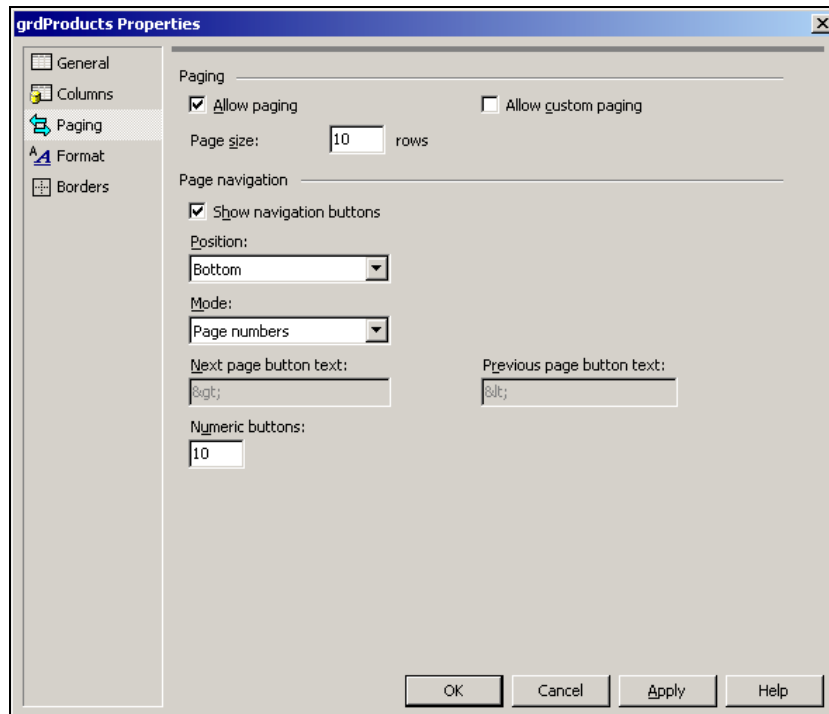 grdProducts Properties
General
Columns
Paging
Format
Borders
Paging
Allow paging
Allow custom paging
Page size: 10 rows
Page navigation
Show navigation buttons
Position:
Bottom
Mode:
Page numbers
Next page button text: Previous page button text:
&gt; &lt;
Numeric buttons:
10
OK Cancel Apply Help